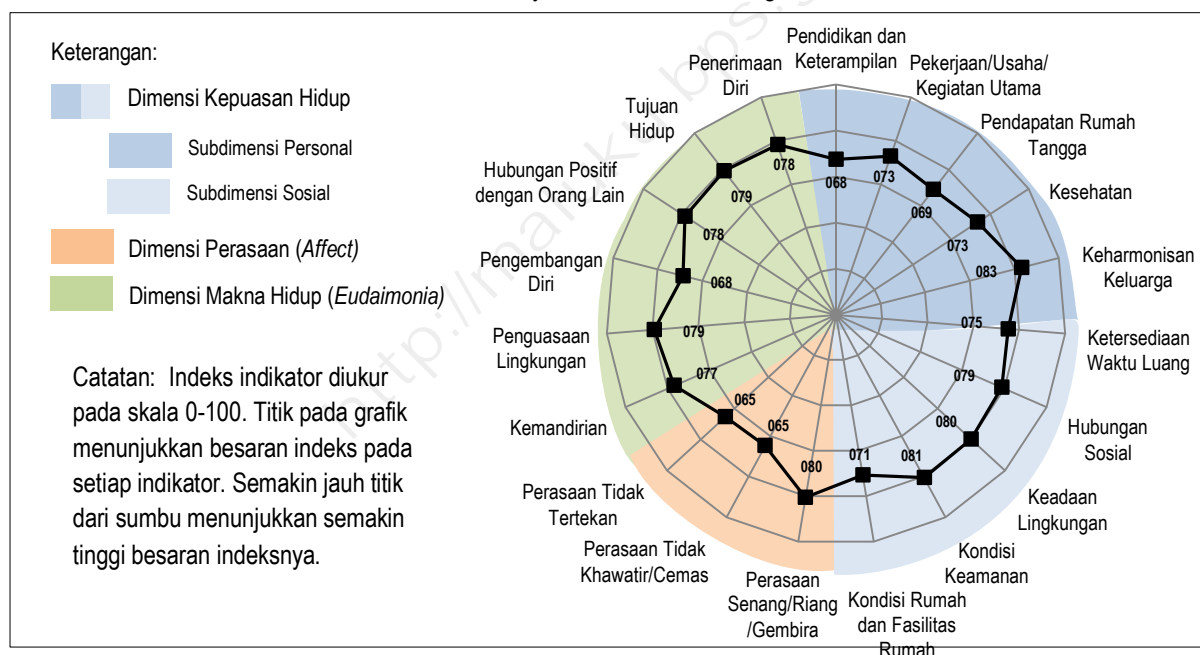 Keterangan:
Dimensi Kepuasan Hidup
Subdimensi Personal
Subdimensi Sosial
Dimensi Perasaan (Affect)
Dimensi Makna Hidup (Eudaimonia)
Catatan: Indeks indikator diukur
pada skala 0-100. Titik pada grafik
menunjukkan besaran indeks pada
setiap indikator. Semakin jauh titik
dari sumbu menunjukkan semakin
tinggi besaran indeksnya.
Pendidikan dan
Keterampilan
068
Pekerjaan/Usaha/
Kegiatan Utama
073
Pendapatan Rumah
Tangga
069
Kesehatan
073
Keharmonisan
Keluarga
083
Ketersediaan
Waktu Luang
075
Hubungan
Sosial
079
Keadaan
Lingkungan
080
Kondisi
Keamanan
081
Kondisi Rumah
dan Fasilitas
Rumah
071
Perasaan
Senang/Riang
/Gembira
080
Perasaan Tidak
Khawatir/Cemas
065
Perasaan Tidak
Tertekan
065
Kemandirian
077
Penguasaan
Lingkungan
079
Pengembangan
Diri
068
Hubungan Positif
dengan Orang Lain
078
Tujuan
Hidup
079
Penerimaan
Diri
078